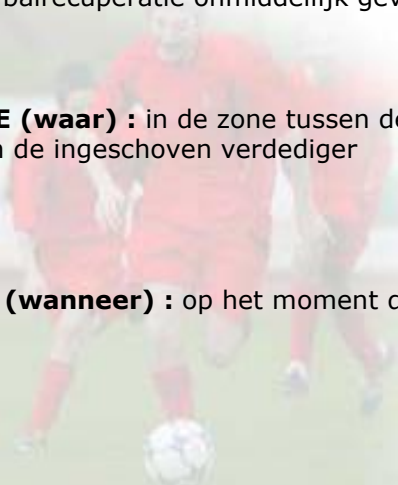 balrecuperatie onmiddellijk gev
E (waar) : in de zone tussen de
n de ingeschoven verdediger
(wanneer) : op het moment d